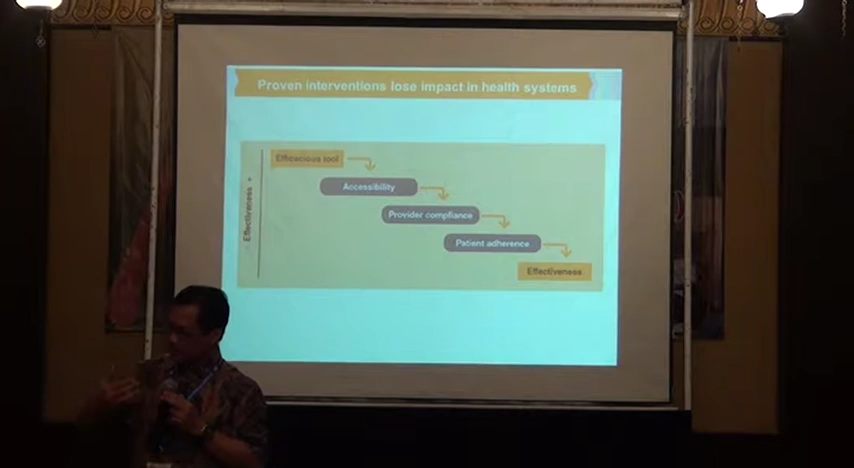 Proven interventions lose impact in health systems
Efficacious tool
Accessibility
Provider compliance
Patient adherence
Effectiveness
- Effectiveness +